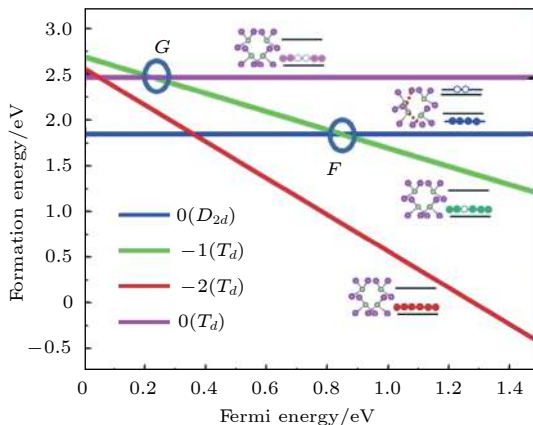 3.0
2.5
2.0
1.5
1.0
0.5
0
−0.5
Formation energy/eV
G
F
0(D2d)
−1(Td)
−2(Td)
0(Td)
0 0.2 0.4 0.6 0.8 1.0 1.2 1.4
Fermi energy/eV